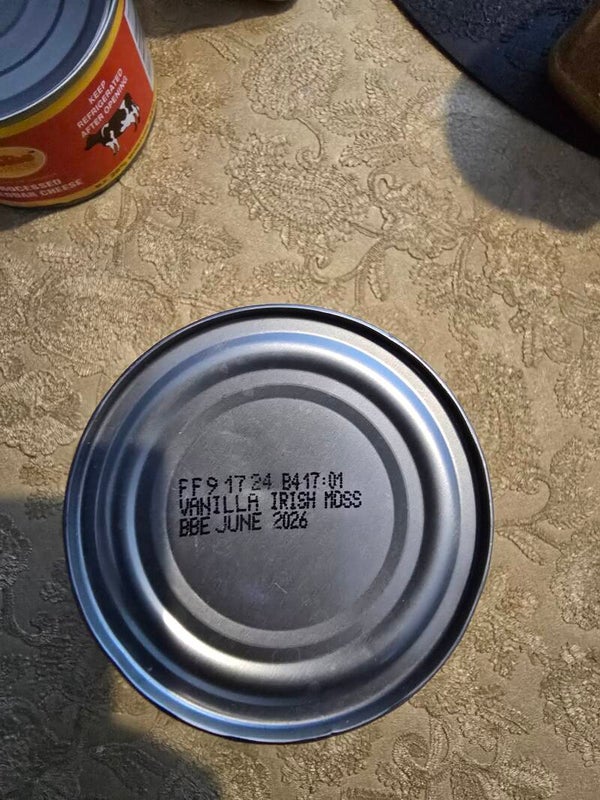 KEEP
REFRIGERATED
AFTER OPENING
PROCESSED
CHEDDAR CHEESE
FF9 17 24 B417:01
VANILLA IRISH MOSS
BBE JUNE 2026